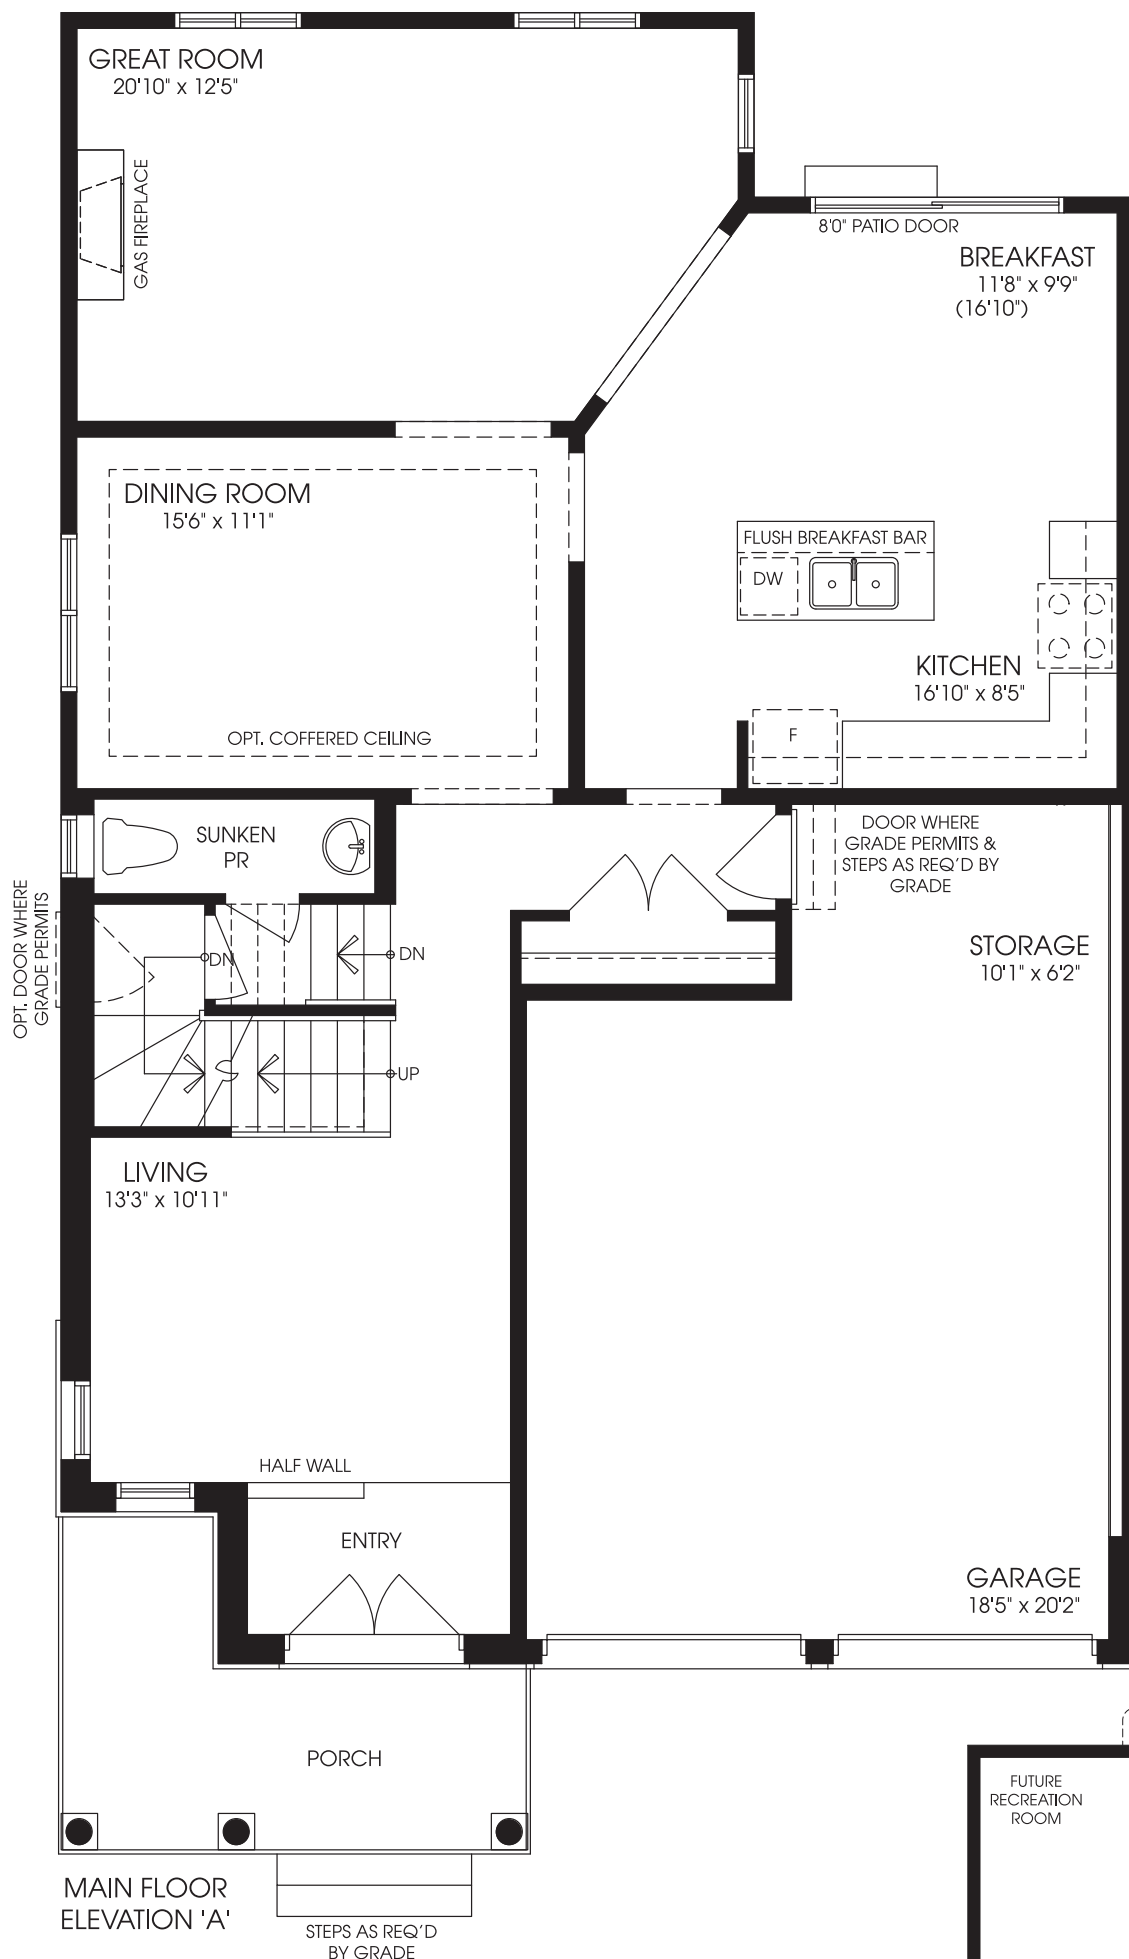 GREAT ROOM
20'10" x 12'5"
GAS FIREPLACE
8'0" PATIO DOOR
BREAKFAST
11'8" x 9'9"
(16'10")
DINING ROOM
15'6" x 11'1"
OPT. COFFERED CEILING
FLUSH BREAKFAST BAR
DW
KITCHEN
16'10" x 8'5"
F
SUNKEN
PR
DOOR WHERE
GRADE PERMITS &
STEPS AS REQ'D BY
GRADE
OPT. DOOR WHERE
GRADE PERMITS
DN
DN
STORAGE
10'1" x 6'2"
UP
LIVING
13'3" x 10'11"
HALF WALL
ENTRY
GARAGE
18'5" x 20'2"
PORCH
FUTURE
RECREATION
ROOM
MAIN FLOOR
ELEVATION 'A'
STEPS AS REQ'D
BY GRADE